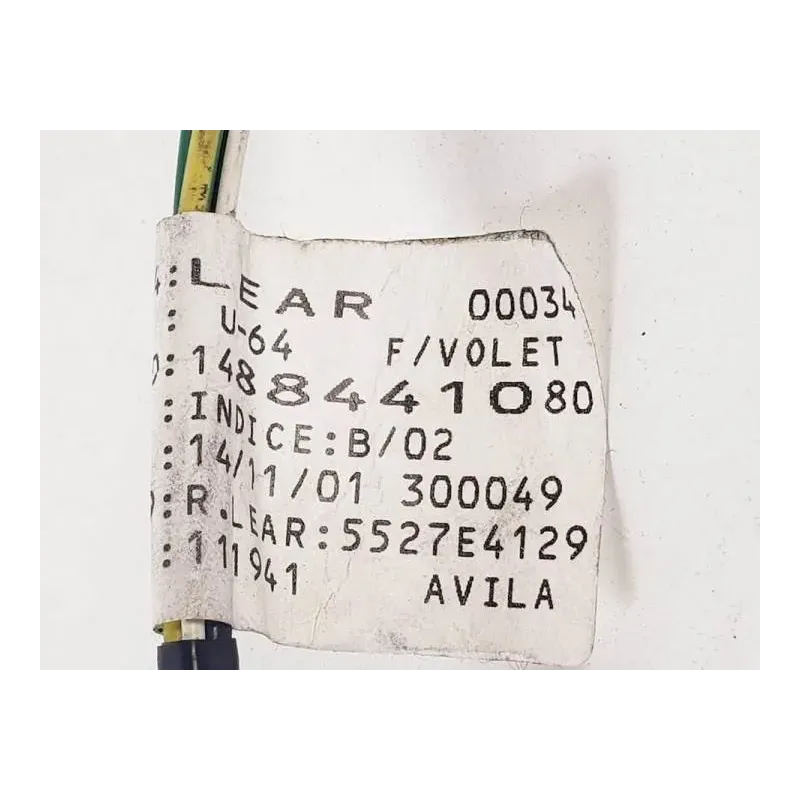 LEAR 00034
U-64 F/VOLET
1488441080
INDICE:B/02
14/11/01 300049
R.LEAR:5527E4129
111941 AVILA